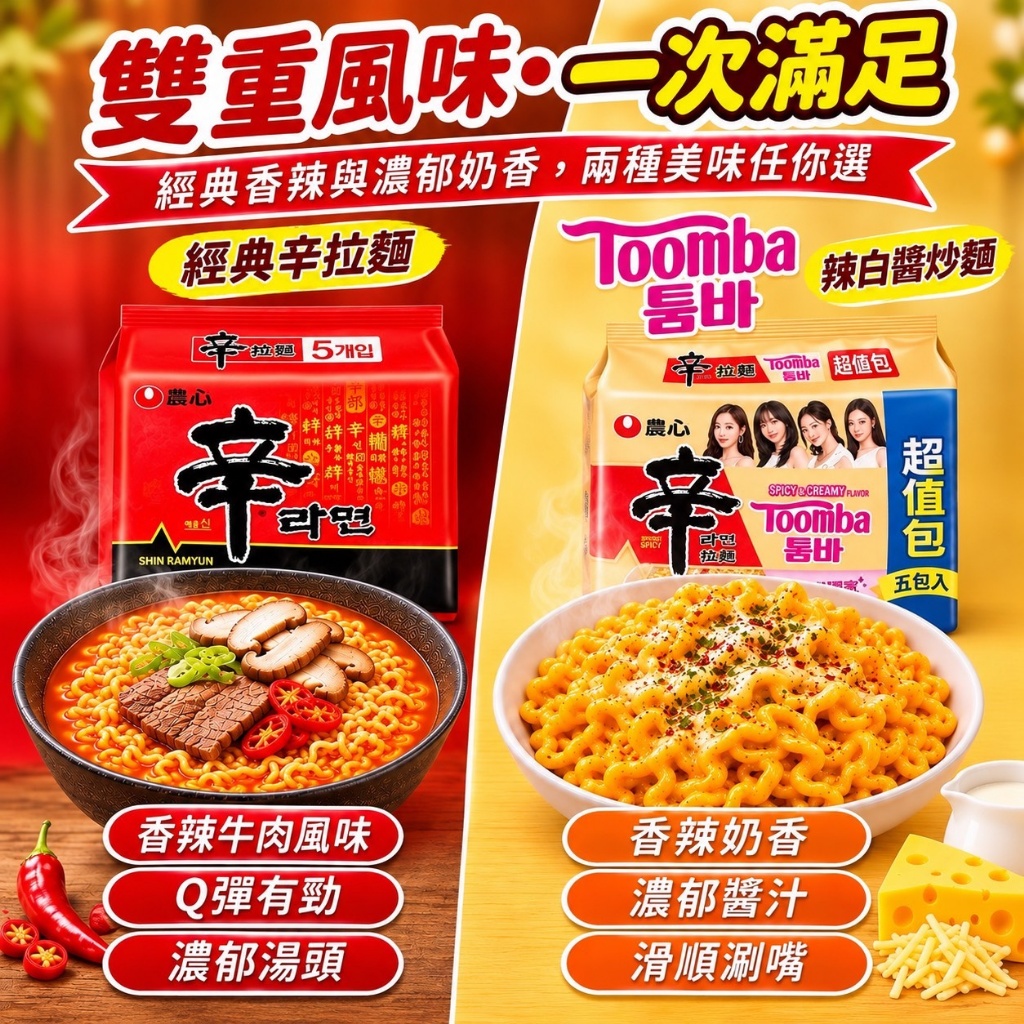 雙重風味·一次滿足
經典香辣與濃郁奶香，兩種美味任你選
經典辛拉麵
辛拉麵 5개입
農心
辛라면
SHIN RAMYUN
香辣牛肉風味
Q彈有勁
濃郁湯頭
Toomba
툼바
辣白醬炒麵
辛拉麵 Toomba 툼바 超值包
農心
SPICY & CREAMY FLAVOR
Toomba
툼바
辛라면
拉麵
超值包
五包入
香辣奶香
濃郁醬汁
滑順涮嘴